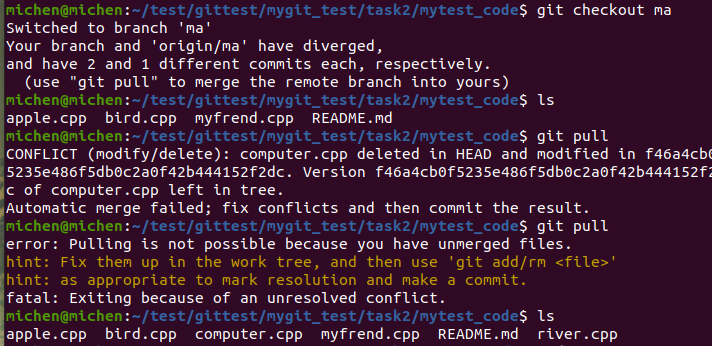 michen@michen:~/test/gittest/mygit_test/task2/mytest_code$ git checkout ma
Switched to branch 'ma'
Your branch and 'origin/ma' have diverged,
and have 2 and 1 different commits each, respectively.
  (use "git pull" to merge the remote branch into yours)
michen@michen:~/test/gittest/mygit_test/task2/mytest_code$ ls
apple.cpp  bird.cpp  myfrend.cpp  README.md
michen@michen:~/test/gittest/mygit_test/task2/mytest_code$ git pull
CONFLICT (modify/delete): computer.cpp deleted in HEAD and modified in f46a4cb0f
5235e486f5db0c2a0f42b444152f2dc. Version f46a4cb0f5235e486f5db0c2a0f42b444152f2d
c of computer.cpp left in tree.
Automatic merge failed; fix conflicts and then commit the result.
michen@michen:~/test/gittest/mygit_test/task2/mytest_code$ git pull
error: Pulling is not possible because you have unmerged files.
hint: Fix them up in the work tree, and then use 'git add/rm <file>'
hint: as appropriate to mark resolution and make a commit.
fatal: Exiting because of an unresolved conflict.
michen@michen:~/test/gittest/mygit_test/task2/mytest_code$ ls
apple.cpp  bird.cpp  computer.cpp  myfrend.cpp  README.md  river.cpp